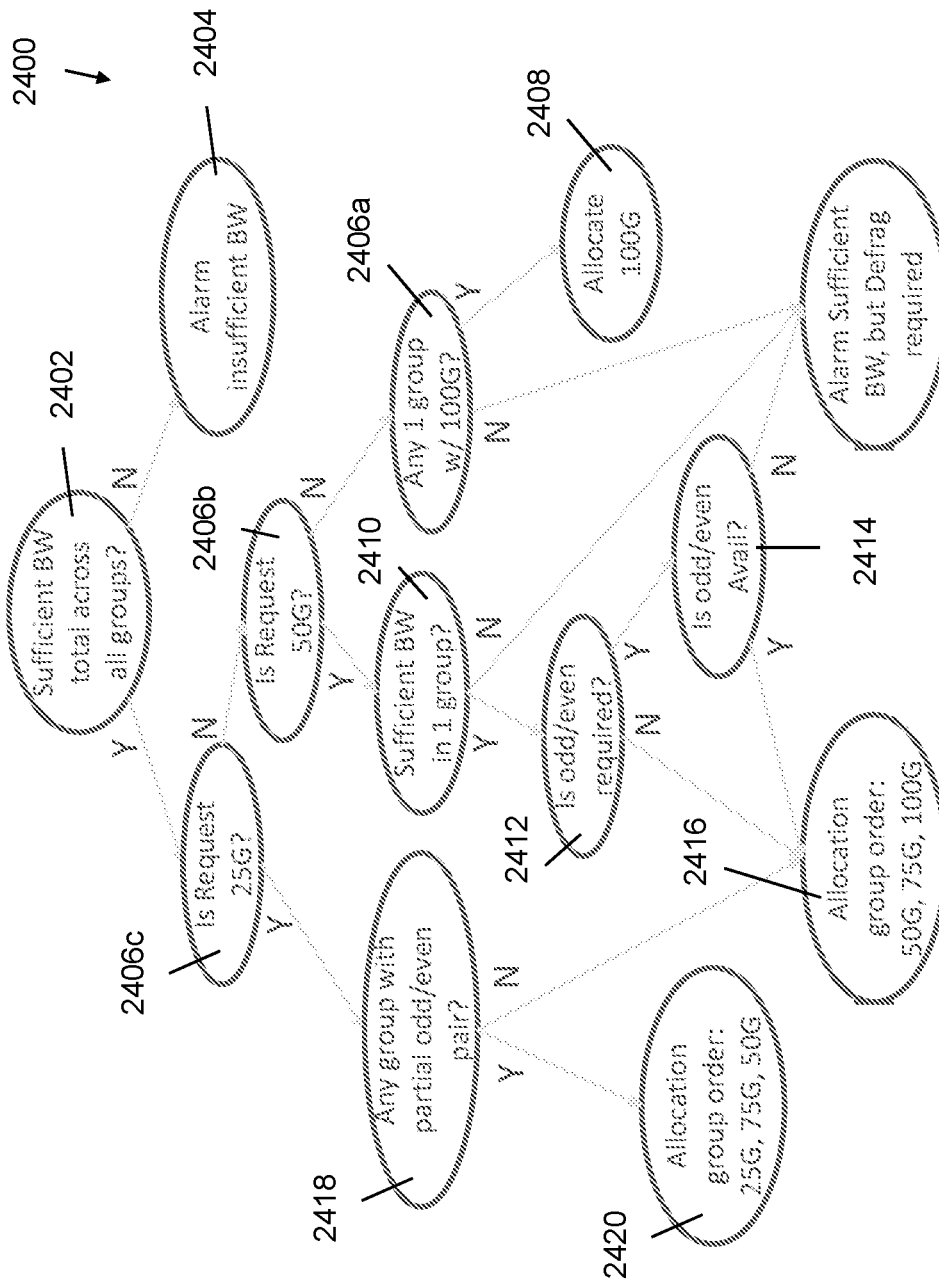 2400
2402
Sufficient BW
total across
all groups?
Y
N
2404
Alarm
insufficient BW
2406c
Is Request
25G?
Y
N
2406b
Is Request
50G?
Y
N
2406a
Any 1 group
w/ 100G?
Y
N
2408
Allocate
100G
2410
Sufficient BW
in 1 group?
Y
N
2418
Any group with
partial odd/even
pair?
Y
N
2412
Is odd/even
required?
Y
N
2414
Is odd/even
Avail?
Y
N
2420
Allocation
group order:
25G, 75G, 50G
2416
Allocation
group order:
50G, 75G, 100G
Alarm Sufficient
BW, but Defrag
required